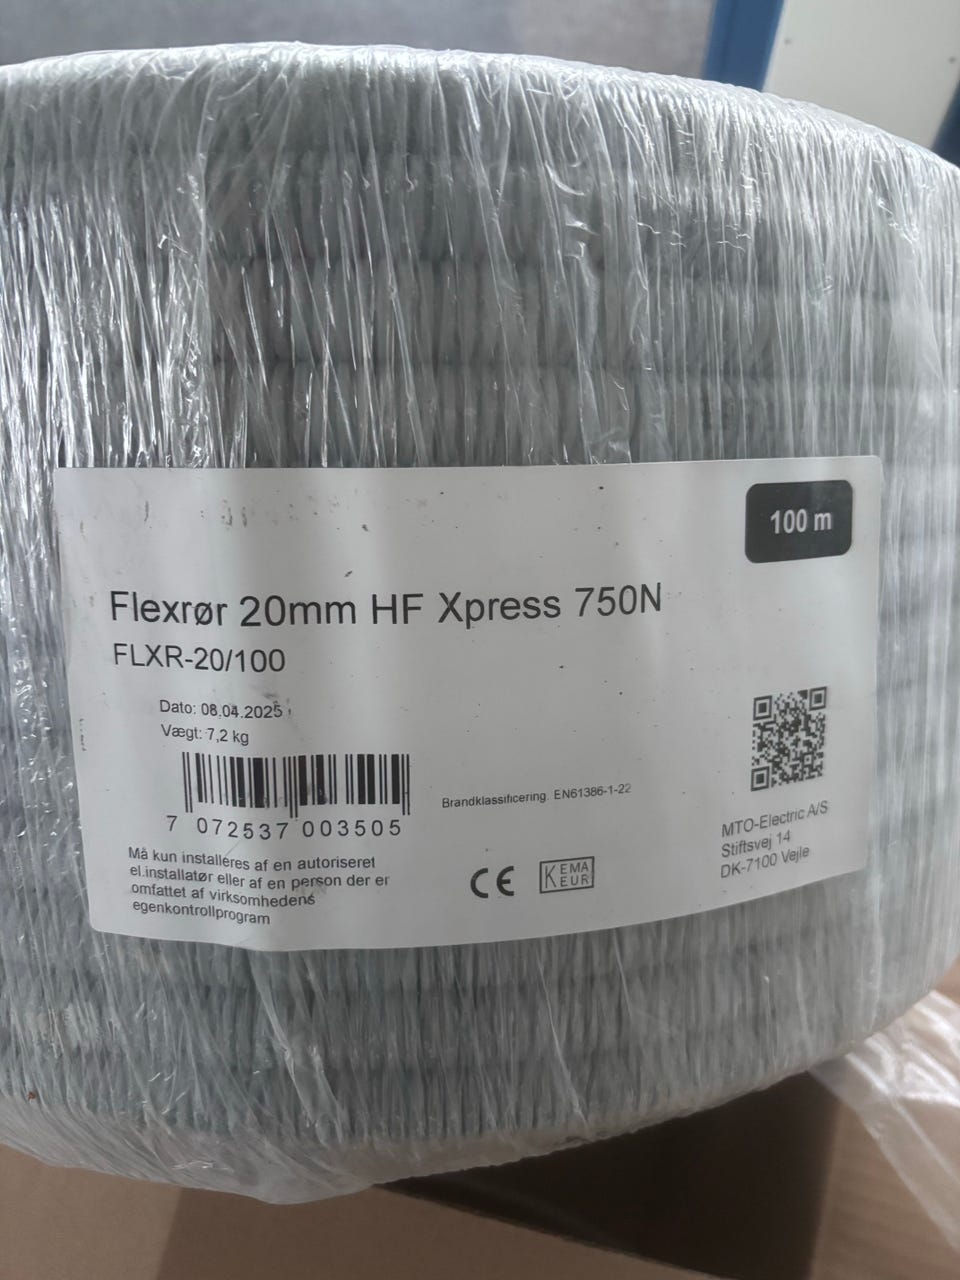 100 m
Flexrør 20mm HF Xpress 750N
FLXR-20/100
Dato: 08.04.2025
Vægt: 7,2 kg
7 072537 003505
Brandklassificering. EN61386-1-22
Må kun installeres af en autoriseret
el.installatør eller af en person der er
omfattet af virksomhedens
egenkontrollprogram
CE
KEMA
KEUR
MTO-Electric A/S
Stiftsvej 14
DK-7100 Vejle